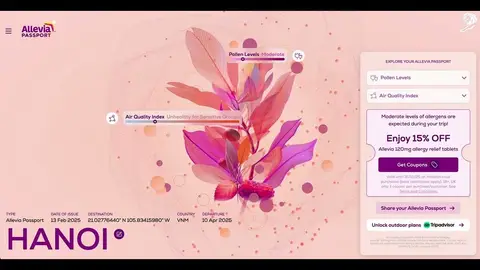 Allevia
PASSPORT
Pollen Levels Moderate
Air Quality Index Unhealthy for Sensitive Groups
EXPLORE YOUR ALLEVIA PASSPORT
Pollen Levels
Air Quality Index
Moderate levels of allergens are
expected during your trip!
Enjoy 15% OFF
Allevia 120mg allergy relief tablets
Get Coupons
Share your Allevia Passport
Unlock outdoor plans Tripadvisor
TYPE
Allevia Passport
DATE OF ISSUE
13 Feb 2025
DESTINATION
21.02776440° N 105.83415980° W
COUNTRY
VNM
DEPARTURE
10 Apr 2025
HANOI